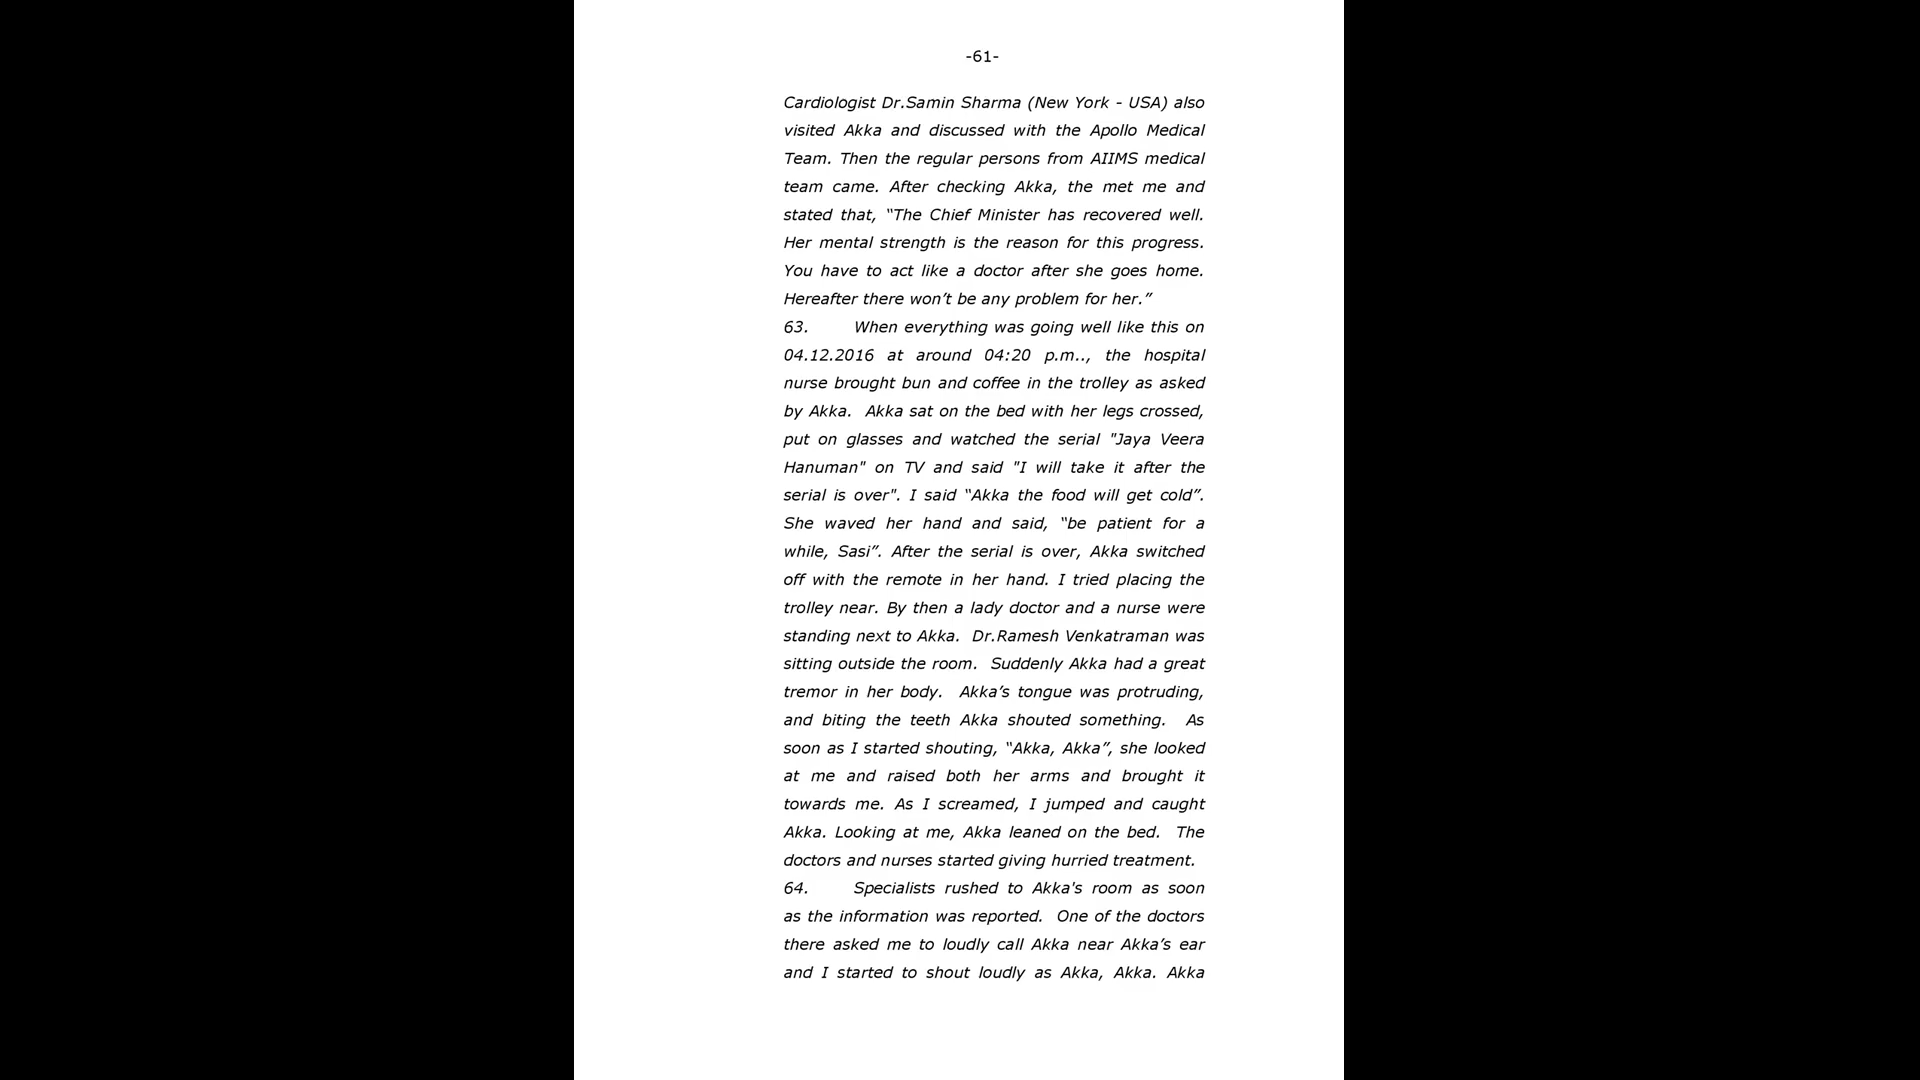 -61-
Cardiologist Dr.Samin Sharma (New York - USA) also
visited Akka and discussed with the Apollo Medical
Team. Then the regular persons from AIIMS medical
team came. After checking Akka, the met me and
stated that, “The Chief Minister has recovered well.
Her mental strength is the reason for this progress.
You have to act like a doctor after she goes home.
Hereafter there won’t be any problem for her.”
63. When everything was going well like this on
04.12.2016 at around 04:20 p.m.., the hospital
nurse brought bun and coffee in the trolley as asked
by Akka. Akka sat on the bed with her legs crossed,
put on glasses and watched the serial "Jaya Veera
Hanuman" on TV and said "I will take it after the
serial is over". I said “Akka the food will get cold”.
She waved her hand and said, “be patient for a
while, Sasi”. After the serial is over, Akka switched
off with the remote in her hand. I tried placing the
trolley near. By then a lady doctor and a nurse were
standing next to Akka. Dr.Ramesh Venkatraman was
sitting outside the room. Suddenly Akka had a great
tremor in her body. Akka’s tongue was protruding,
and biting the teeth Akka shouted something. As
soon as I started shouting, “Akka, Akka”, she looked
at me and raised both her arms and brought it
towards me. As I screamed, I jumped and caught
Akka. Looking at me, Akka leaned on the bed. The
doctors and nurses started giving hurried treatment.
64. Specialists rushed to Akka's room as soon
as the information was reported. One of the doctors
there asked me to loudly call Akka near Akka’s ear
and I started to shout loudly as Akka, Akka. Akka